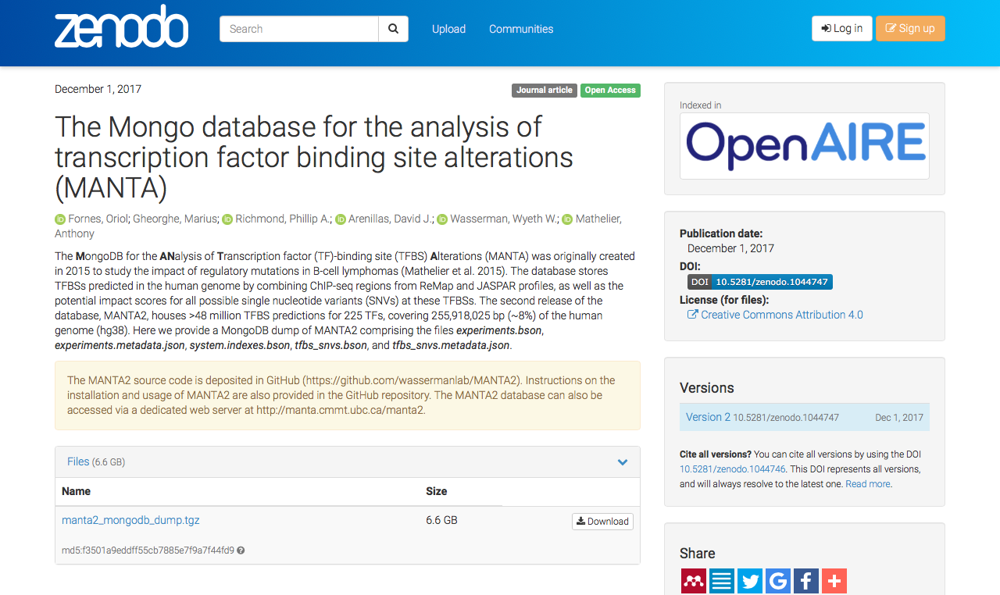 zenodo
Search
Upload
Communities
Log in
Sign up
December 1, 2017
Journal article
Open Access
The Mongo database for the analysis of
transcription factor binding site alterations
(MANTA)
iD Fornes, Oriol; Gheorghe, Marius; iD Richmond, Phillip A.; iD Arenillas, David J.; iD Wasserman, Wyeth W.; iD Mathelier,
Anthony
The MongoDB for the ANalysis of Transcription factor (TF)-binding site (TFBS) Alterations (MANTA) was originally created
in 2015 to study the impact of regulatory mutations in B-cell lymphomas (Mathelier et al. 2015). The database stores
TFBSs predicted in the human genome by combining ChIP-seq regions from ReMap and JASPAR profiles, as well as the
potential impact scores for all possible single nucleotide variants (SNVs) at these TFBSs. The second release of the
database, MANTA2, houses >48 million TFBS predictions for 225 TFs, covering 255,918,025 bp (~8%) of the human
genome (hg38). Here we provide a MongoDB dump of MANTA2 comprising the files experiments.bson,
experiments.metadata.json, system.indexes.bson, tfbs_snvs.bson, and tfbs_snvs.metadata.json.
The MANTA2 source code is deposited in GitHub (https://github.com/wassermanlab/MANTA2). Instructions on the
installation and usage of MANTA2 are also provided in the GitHub repository. The MANTA2 database can also be
accessed via a dedicated web server at http://manta.cmmt.ubc.ca/manta2.
Files (6.6 GB)
Name Size
manta2_mongodb_dump.tgz 6.6 GB Download
md5:f3501a9eddff55cb7885e7f9a7f44fd9 ?
Indexed in
OpenAIRE
Publication date:
December 1, 2017
DOI:
DOI 10.5281/zenodo.1044747
License (for files):
Creative Commons Attribution 4.0
Versions
Version 2 10.5281/zenodo.1044747 Dec 1, 2017
Cite all versions? You can cite all versions by using the DOI
10.5281/zenodo.1044746. This DOI represents all versions,
and will always resolve to the latest one. Read more.
Share